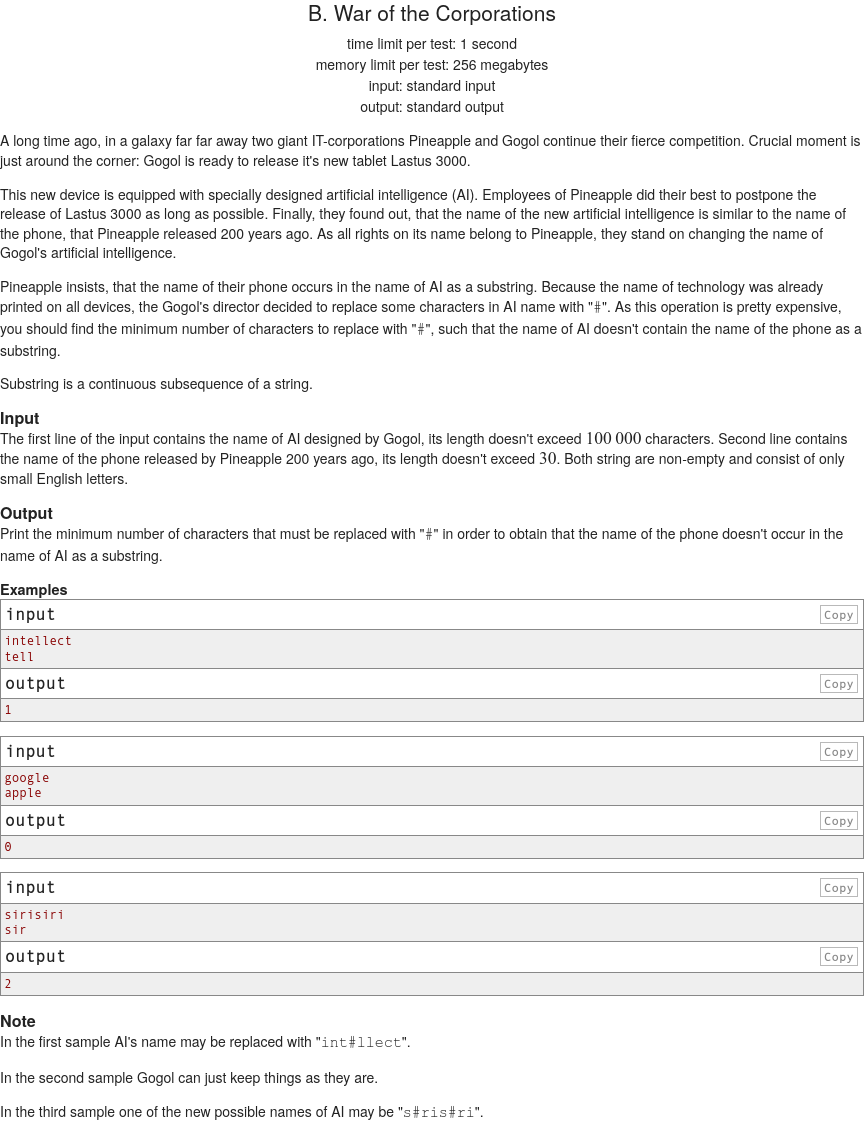 B. War of the Corporations
time limit per test: 1 second
memory limit per test: 256 megabytes
input: standard input
output: standard output
A long time ago, in a galaxy far far away two giant IT-corporations Pineapple and Gogol continue their fierce competition. Crucial moment is
just around the corner: Gogol is ready to release it's new tablet Lastus 3000.
This new device is equipped with specially designed artificial intelligence (AI). Employees of Pineapple did their best to postpone the
release of Lastus 3000 as long as possible. Finally, they found out, that the name of the new artificial intelligence is similar to the name of
the phone, that Pineapple released 200 years ago. As all rights on its name belong to Pineapple, they stand on changing the name of
Gogol's artificial intelligence.
Pineapple insists, that the name of their phone occurs in the name of AI as a substring. Because the name of technology was already
printed on all devices, the Gogol's director decided to replace some characters in AI name with "#". As this operation is pretty expensive,
you should find the minimum number of characters to replace with "#", such that the name of AI doesn't contain the name of the phone as a
substring.
Substring is a continuous subsequence of a string.
Input
The first line of the input contains the name of AI designed by Gogol, its length doesn't exceed 100 000 characters. Second line contains
the name of the phone released by Pineapple 200 years ago, its length doesn't exceed 30. Both string are non-empty and consist of only
small English letters.
Output
Print the minimum number of characters that must be replaced with "#" in order to obtain that the name of the phone doesn't occur in the
name of AI as a substring.
Examples
input Copy
intellect
tell
output Copy
1
input Copy
google
apple
output Copy
0
input Copy
sirisiri
sir
output Copy
2
Note
In the first sample AI's name may be replaced with "int#llect".
In the second sample Gogol can just keep things as they are.
In the third sample one of the new possible names of AI may be "s#ris#ri".